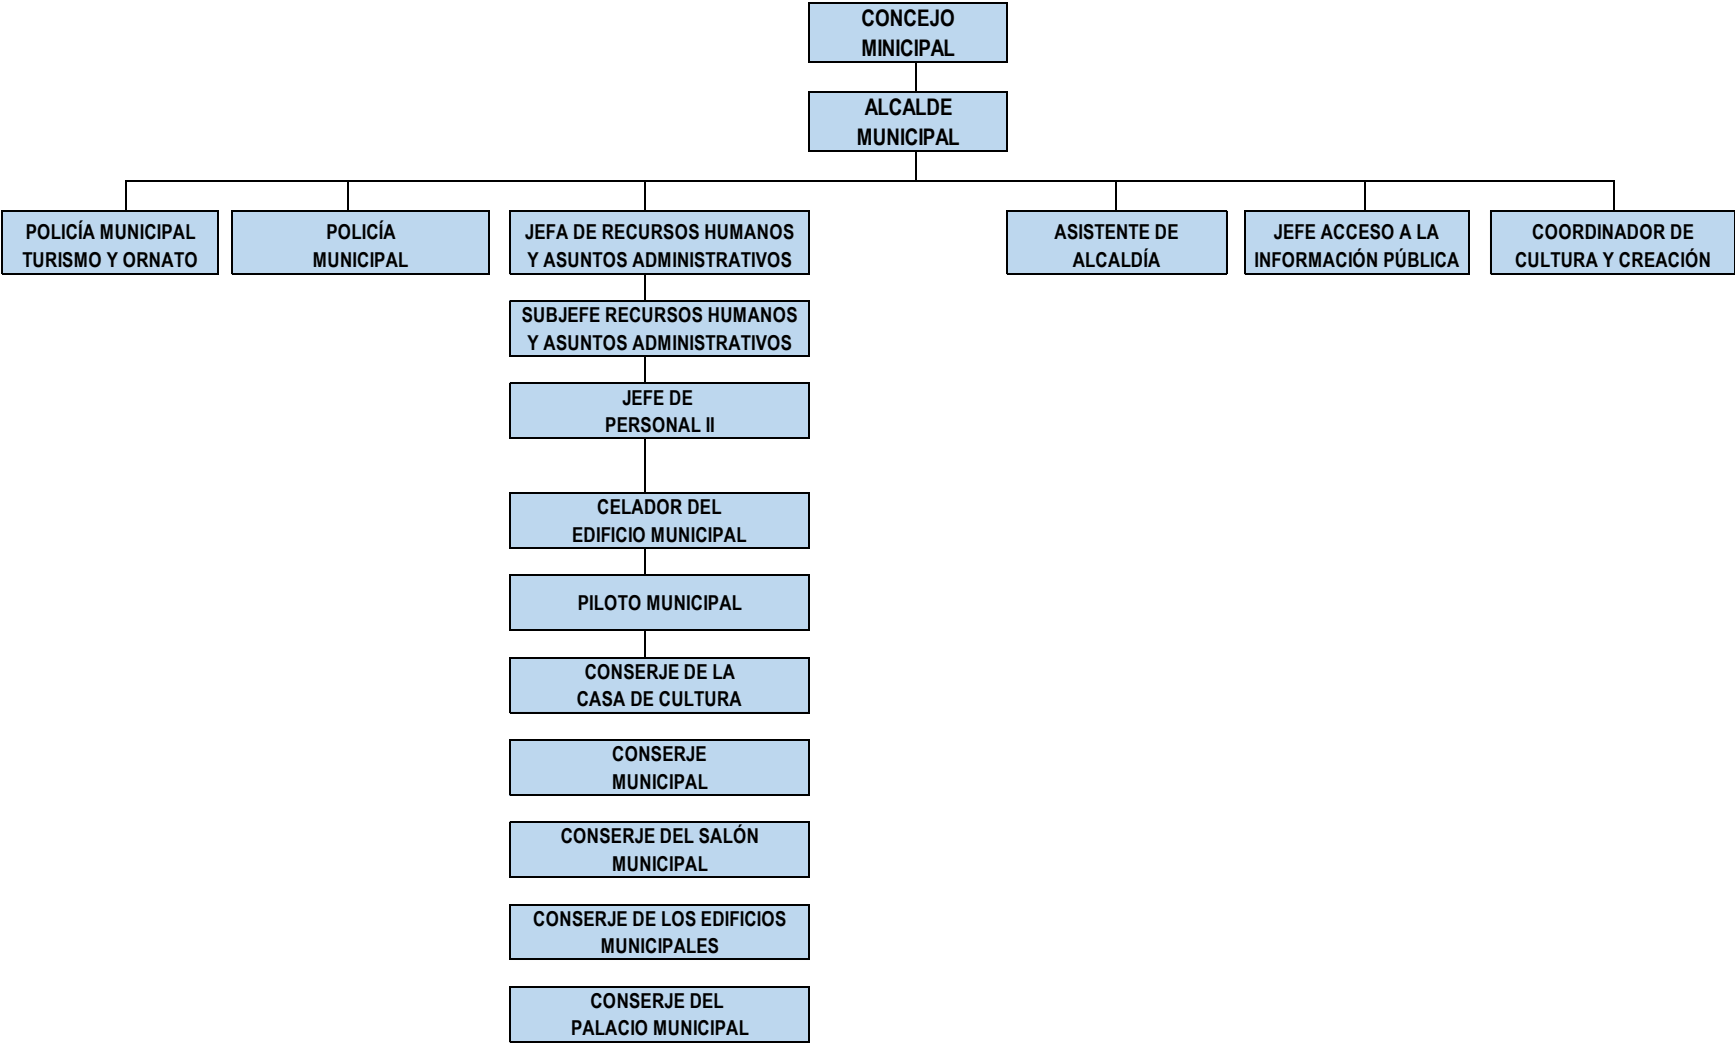 CONCEJO
MINICIPAL
ALCALDE
MUNICIPAL
POLICÍA MUNICIPAL
TURISMO Y ORNATO
POLICÍA
MUNICIPAL
JEFA DE RECURSOS HUMANOS
Y ASUNTOS ADMINISTRATIVOS
ASISTENTE DE
ALCALDÍA
JEFE ACCESO A LA
INFORMACIÓN PÚBLICA
COORDINADOR DE
CULTURA Y CREACIÓN
SUBJEFE RECURSOS HUMANOS
Y ASUNTOS ADMINISTRATIVOS
JEFE DE
PERSONAL II
CELADOR DEL
EDIFICIO MUNICIPAL
PILOTO MUNICIPAL
CONSERJE DE LA
CASA DE CULTURA
CONSERJE
MUNICIPAL
CONSERJE DEL SALÓN
MUNICIPAL
CONSERJE DE LOS EDIFICIOS
MUNICIPALES
CONSERJE DEL
PALACIO MUNICIPAL